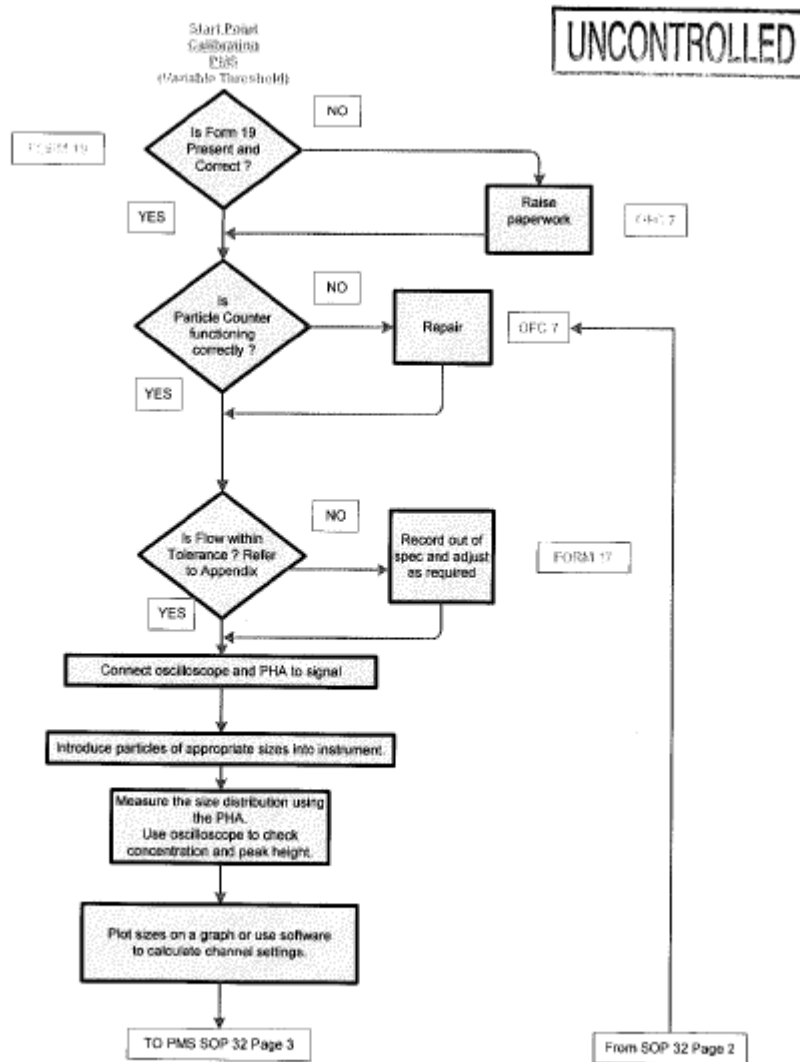 Start Point
Calibrating
PMS
(Variable Threshold)
UNCONTROLLED
NO
Is Form 19
Present and
Correct ?
FORM 19
YES
Raise
paperwork
OFC 7
NO
Is
Particle Counter
functioning
correctly ?
Repair
OFC 7
YES
NO
Is Flow within
Tolerance ? Refer
to Appendix
Record out of
spec and adjust
as required
FORM 17
YES
Connect oscilloscope and PHA to signal
Introduce particles of appropriate sizes into instrument.
Measure the size distribution using
the PHA.
Use oscilloscope to check
concentration and peak height.
Plot sizes on a graph or use software
to calculate channel settings.
TO PMS SOP 32 Page 3
From SOP 32 Page 2